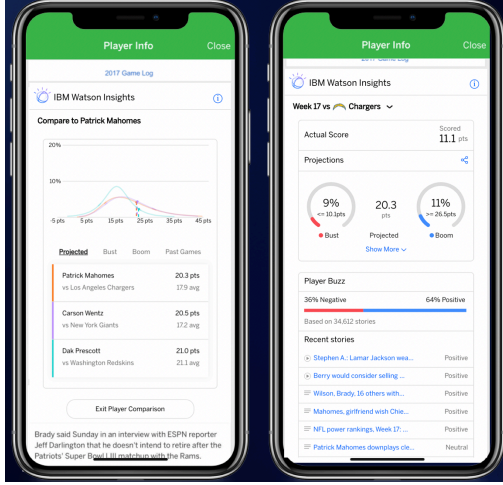 Player Info
Close
2017 Game Log
IBM Watson Insights
Compare to Patrick Mahomes
20%
10%
-5 pts 5 pts 15 pts 25 pts 35 pts 45 pts
Projected Bust Boom Past Games
Patrick Mahomes 20.3 pts
vs Los Angeles Chargers 17.9 avg
Carson Wentz 20.5 pts
vs New York Giants 17.2 avg
Dak Prescott 21.0 pts
vs Washington Redskins 21.1 avg
Exit Player Comparison
Brady said Sunday in an interview with ESPN reporter
Jeff Darlington that he doesn't intend to retire after the
Patriots' Super Bowl LIII matchup with the Rams.
Player Info
Close
2017 Game Log
IBM Watson Insights
Week 17 vs Chargers
Actual Score
Scored
11.1 pts
Projections
9%
<= 10.1pts
20.3
pts
11%
>= 26.5pts
Bust Projected Boom
Show More
Player Buzz
36% Negative 64% Positive
Based on 34,612 stories
Recent stories
Stephen A.: Lamar Jackson wea... Positive
Berry would consider selling ... Positive
Wilson, Brady, 16 others with... Positive
Mahomes, girlfriend wish Chie... Positive
NFL power rankings, Week 17: ... Positive
Patrick Mahomes downplays cle... Neutral